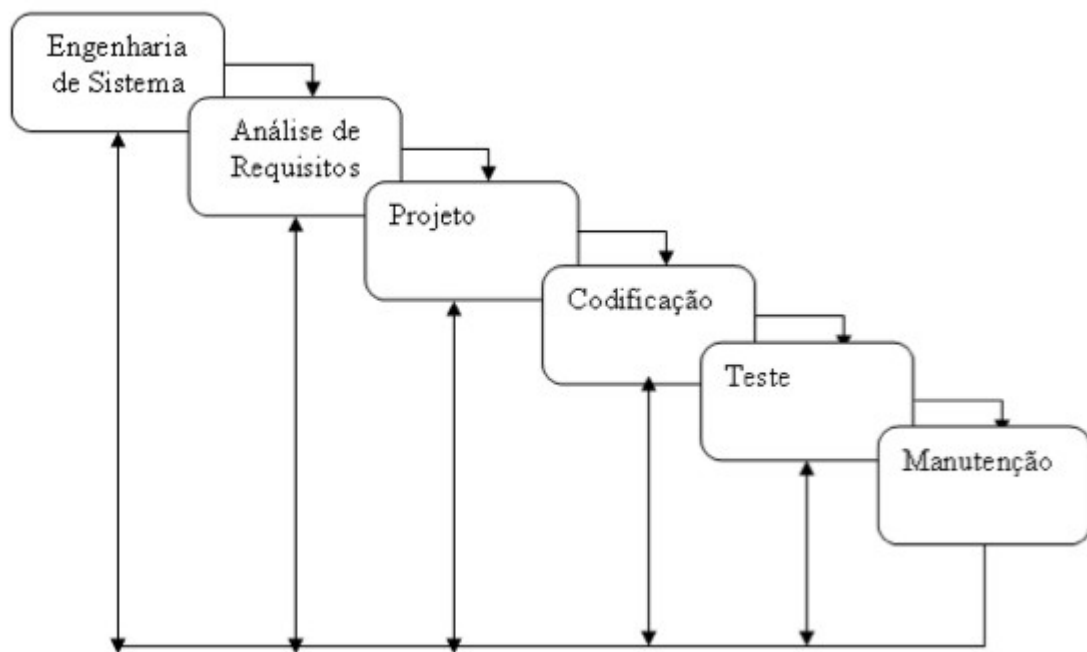 Engenharia
de Sistema
Análise de
Requisitos
Projeto
Codificação
Teste
Manutenção